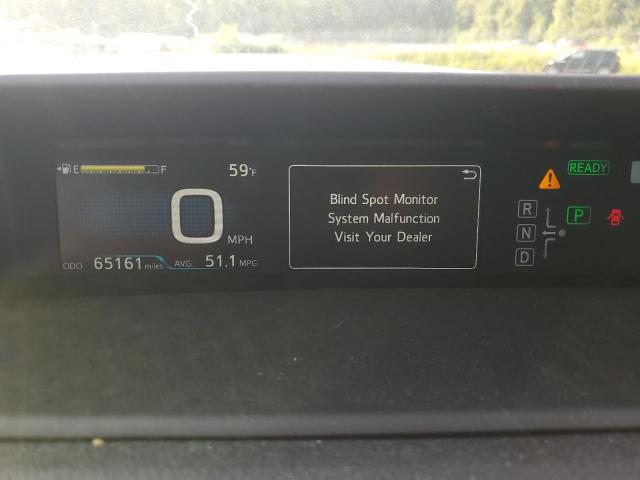 E F
59°F
0 MPH
ODO 65161 miles AVG. 51.1 MPG
Blind Spot Monitor
System Malfunction
Visit Your Dealer
READY
R
N
D
P